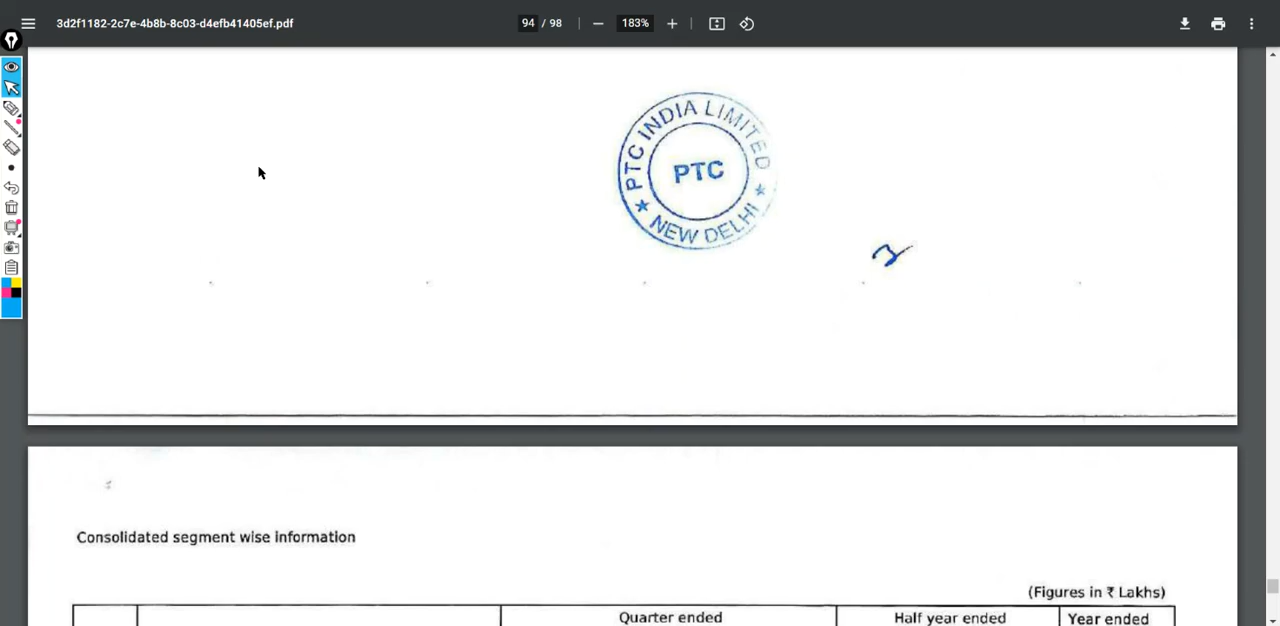 3d2f1182-2c7e-4b8b-8c03-d4efb41405ef.pdf
94 / 98
183%
PTC INDIA LIMITED
PTC
★ NEW DELHI ★
Consolidated segment wise information
(Figures in ₹ Lakhs)
Quarter ended Half year ended Year ended